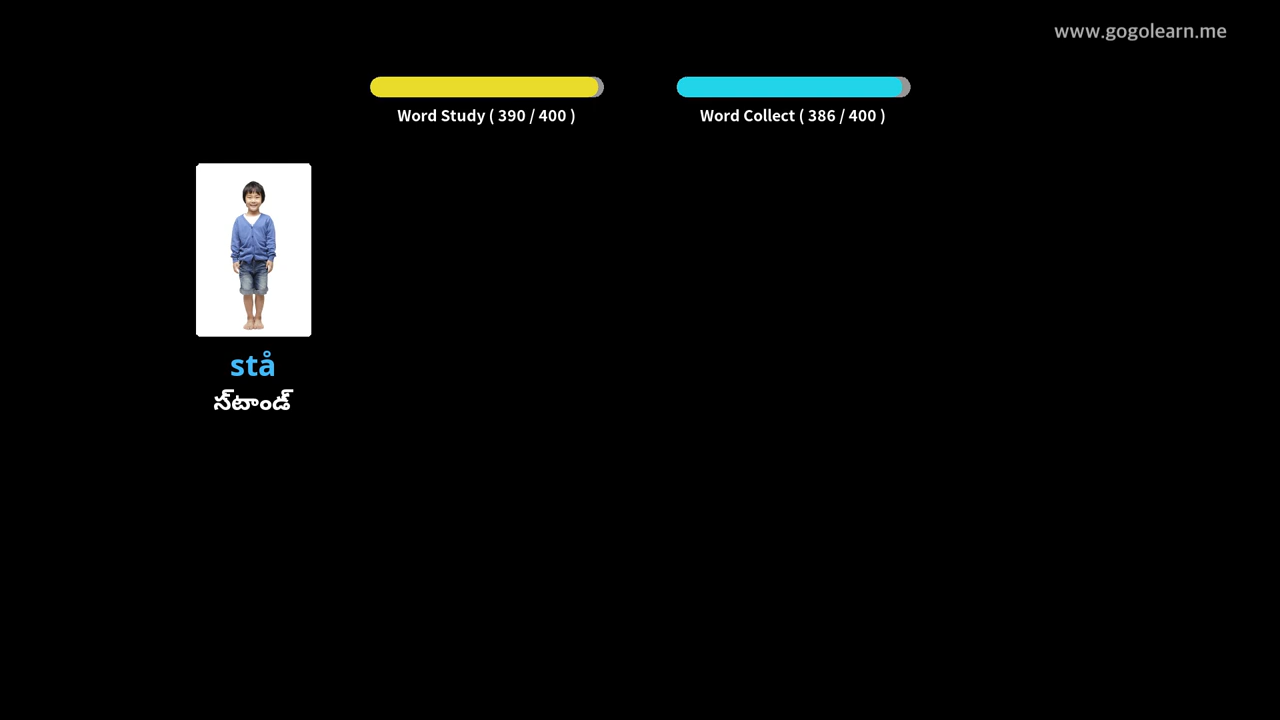 www.gogolearn.me
Word Study ( 390 / 400 )
Word Collect ( 386 / 400 )
stå
స్‌టాండ్